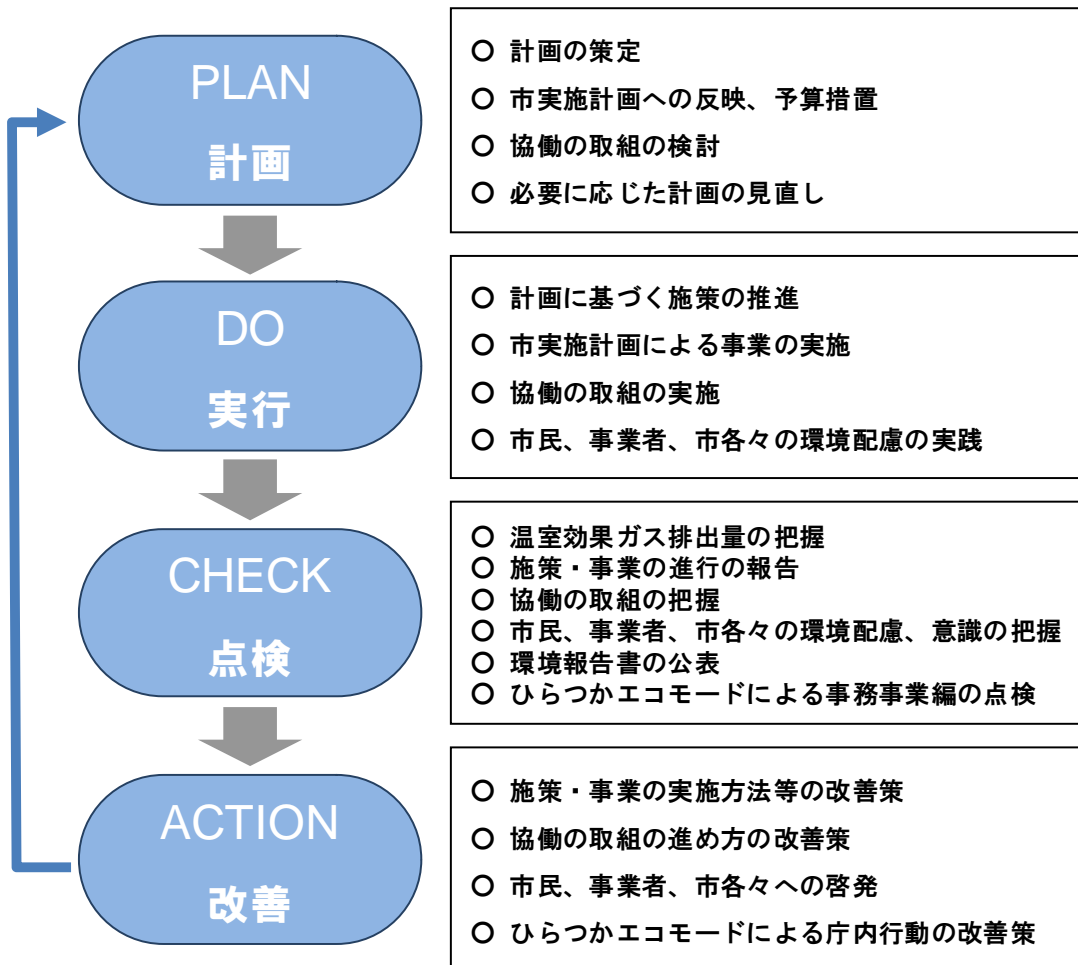 PLAN
計画
○ 計画の策定
○ 市実施計画への反映、予算措置
○ 協働の取組の検討
○ 必要に応じた計画の見直し
DO
実行
○ 計画に基づく施策の推進
○ 市実施計画による事業の実施
○ 協働の取組の実施
○ 市民、事業者、市各々の環境配慮の実践
CHECK
点検
○ 温室効果ガス排出量の把握
○ 施策・事業の進行の報告
○ 協働の取組の把握
○ 市民、事業者、市各々の環境配慮、意識の把握
○ 環境報告書の公表
○ ひらつかエコモードによる事務事業編の点検
ACTION
改善
○ 施策・事業の実施方法等の改善策
○ 協働の取組の進め方の改善策
○ 市民、事業者、市各々への啓発
○ ひらつかエコモードによる庁内行動の改善策